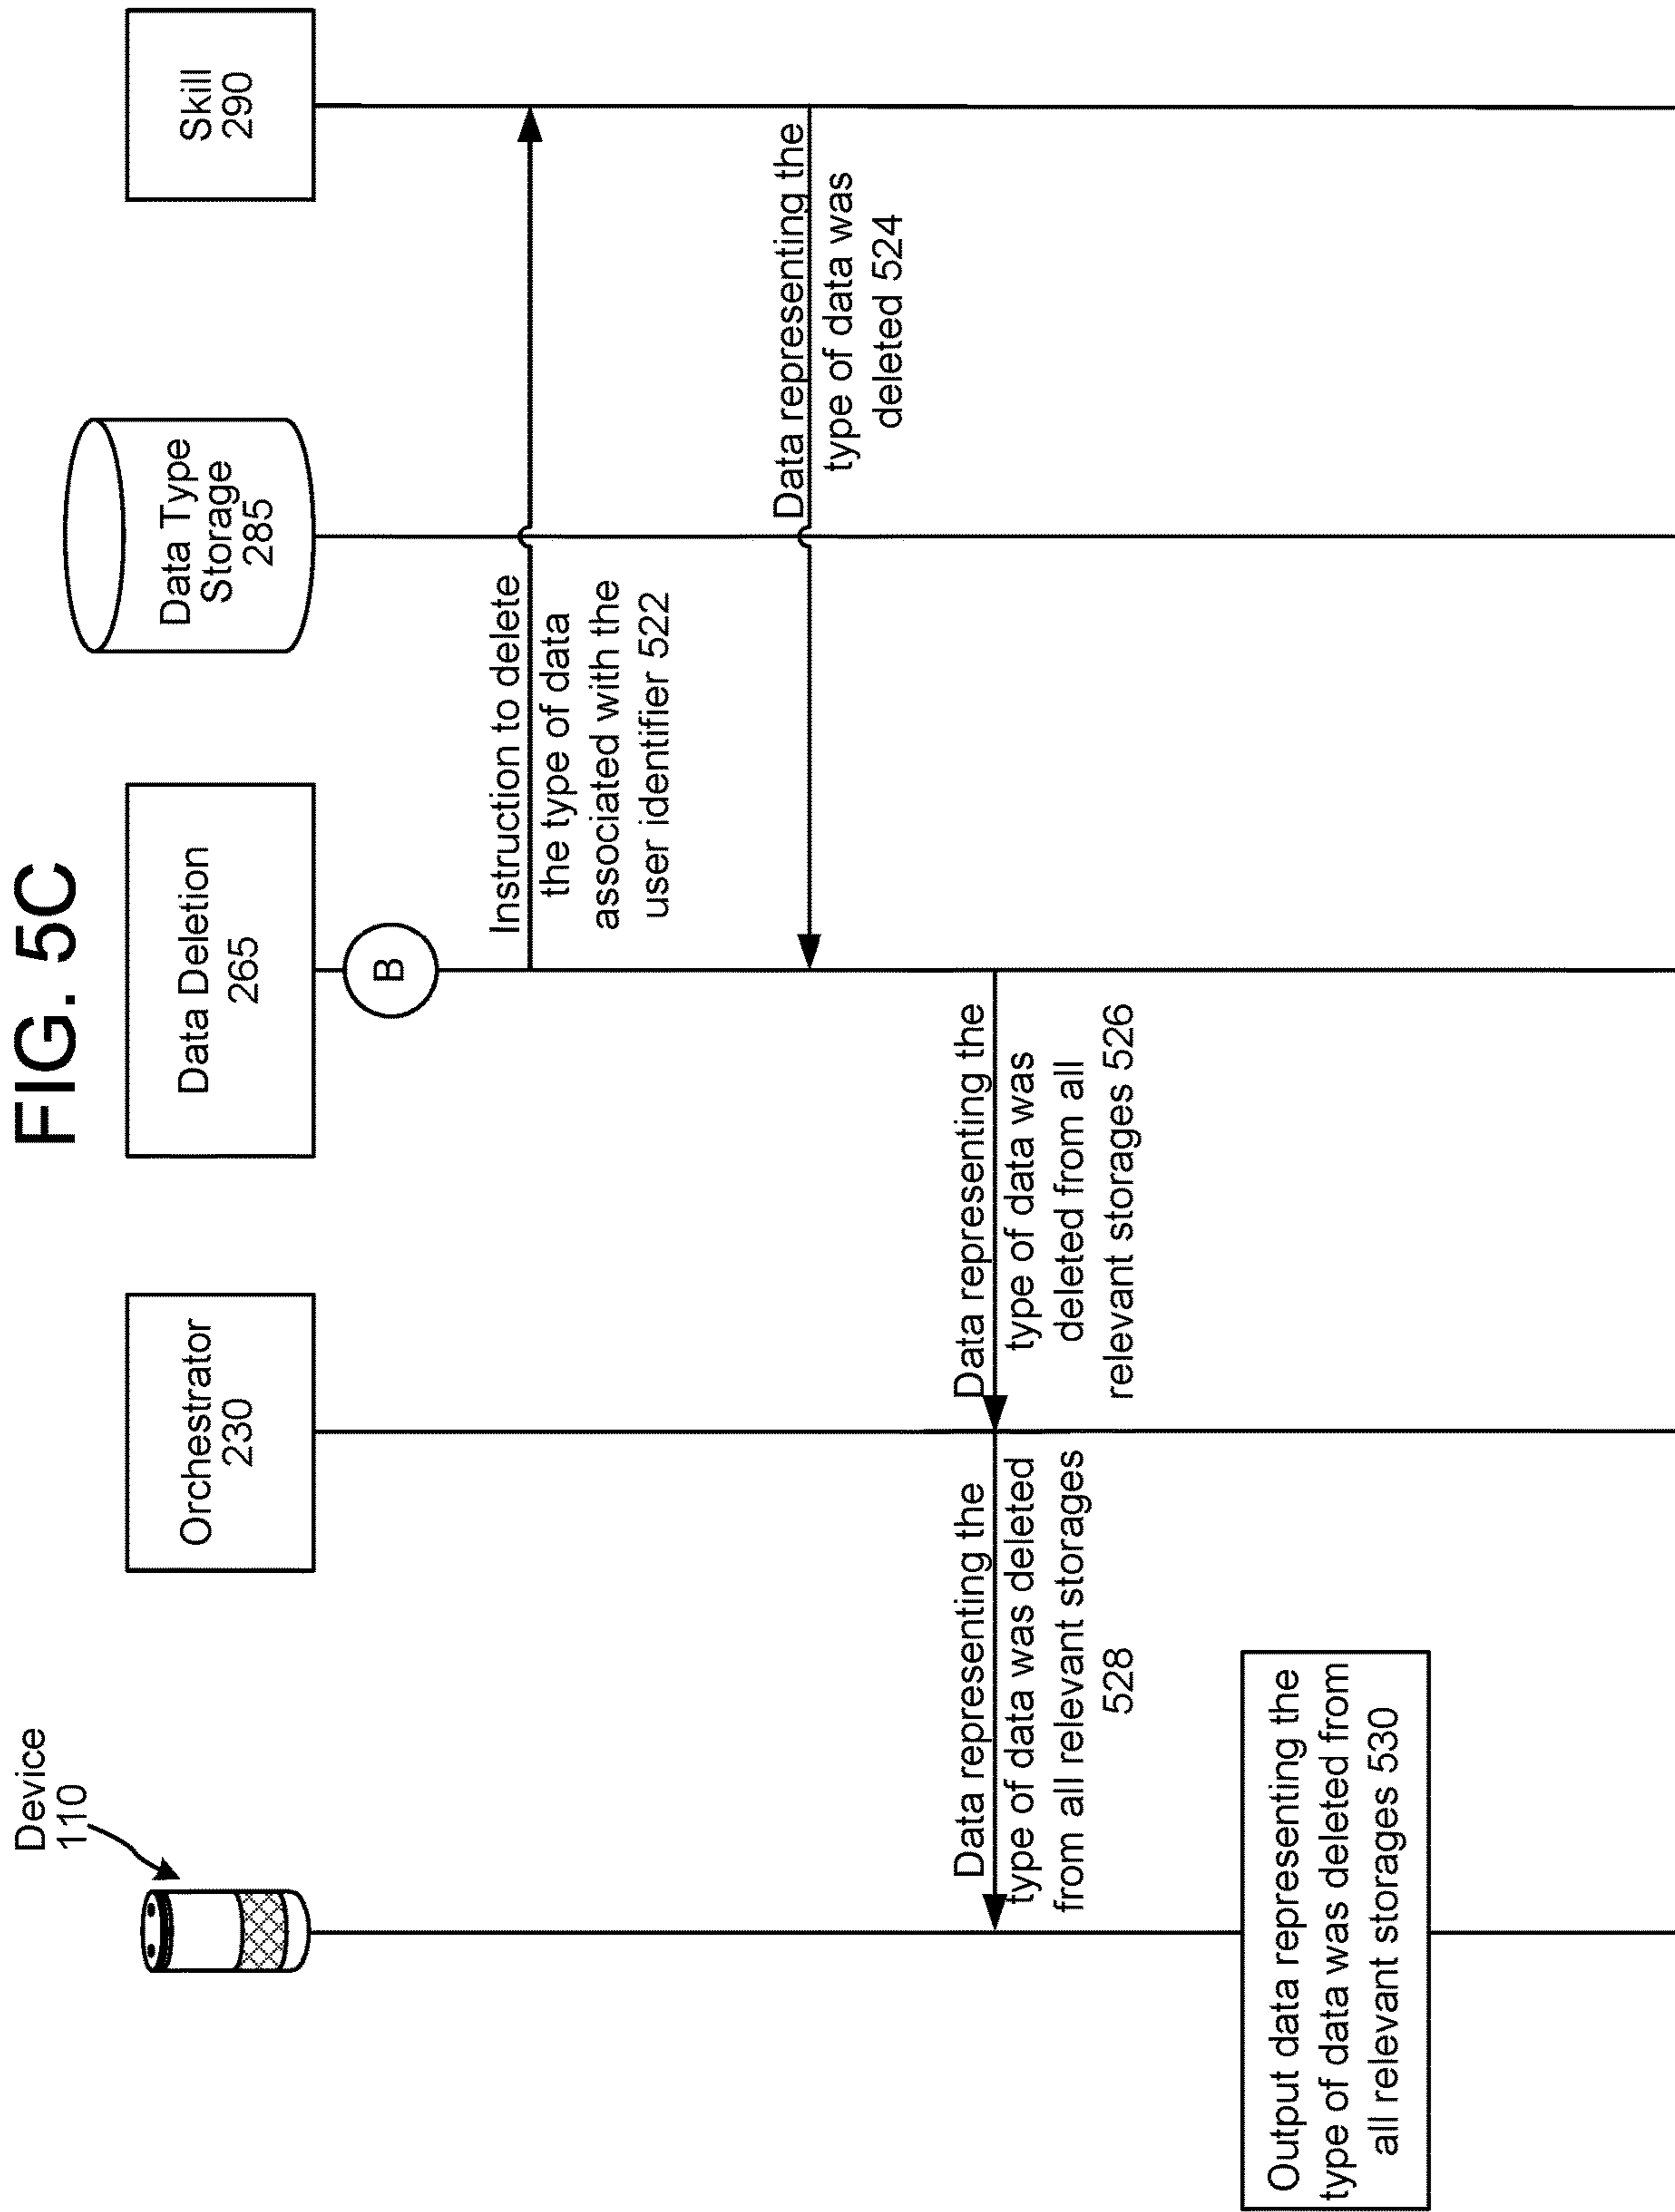 FIG. 5C
Device
110
Orchestrator
230
Data Deletion
265
Data Type
Storage
285
Skill
290
B
Instruction to delete
the type of data
associated with the
user identifier 522
Data representing the
type of data was
deleted 524
Data representing the
type of data was
deleted from all
relevant storages 526
Data representing the
type of data was deleted
from all relevant storages
528
Output data representing the
type of data was deleted from
all relevant storages 530